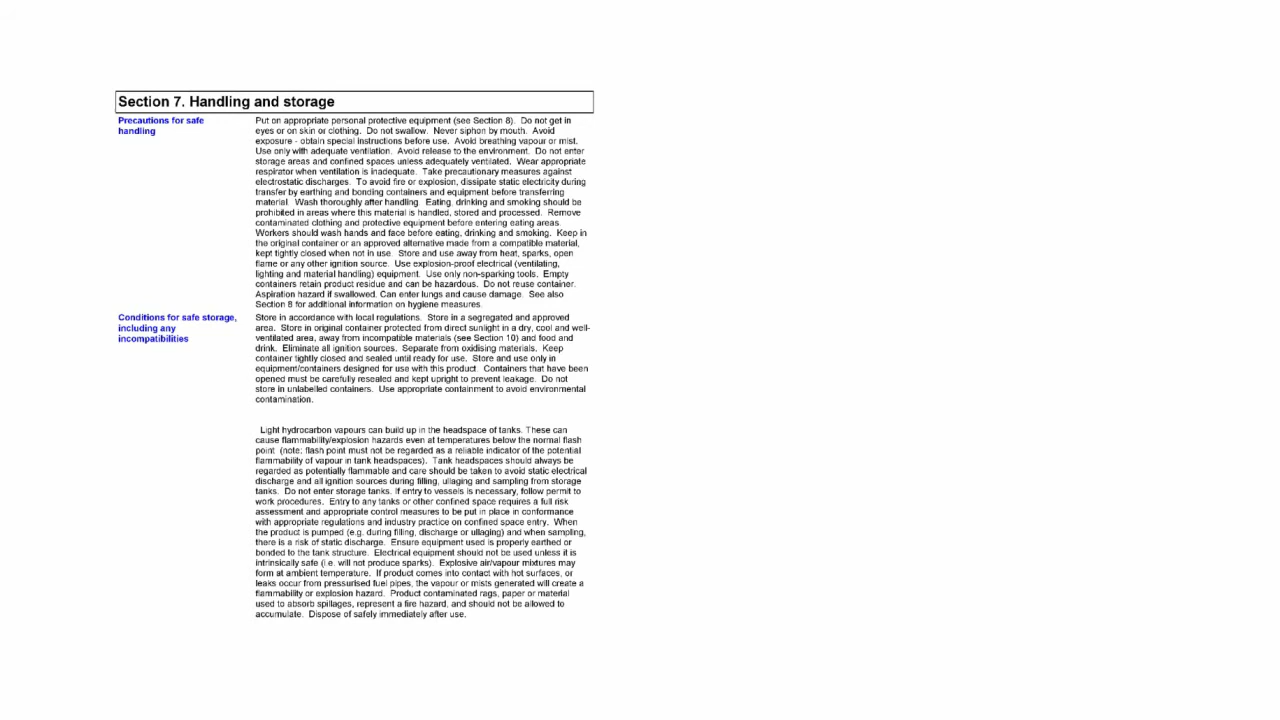 Section 7. Handling and storage
Precautions for safe
handling
Put on appropriate personal protective equipment (see Section 8). Do not get in
eyes or on skin or clothing. Do not swallow. Never siphon by mouth. Avoid
exposure - obtain special instructions before use. Avoid breathing vapour or mist.
Use only with adequate ventilation. Avoid release to the environment. Do not enter
storage areas and confined spaces unless adequately ventilated. Wear appropriate
respirator when ventilation is inadequate. Take precautionary measures against
electrostatic discharges. To avoid fire or explosion, dissipate static electricity during
transfer by earthing and bonding containers and equipment before transferring
material. Wash thoroughly after handling. Eating, drinking and smoking should be
prohibited in areas where this material is handled, stored and processed. Remove
contaminated clothing and protective equipment before entering eating areas.
Workers should wash hands and face before eating, drinking and smoking. Keep in
the original container or an approved alternative made from a compatible material,
kept tightly closed when not in use. Store and use away from heat, sparks, open
flame or any other ignition source. Use explosion-proof electrical (ventilating,
lighting and material handling) equipment. Use only non-sparking tools. Empty
containers retain product residue and can be hazardous. Do not reuse container.
Aspiration hazard if swallowed. Can enter lungs and cause damage. See also
Section 8 for additional information on hygiene measures.
Conditions for safe storage,
including any
incompatibilities
Store in accordance with local regulations. Store in a segregated and approved
area. Store in original container protected from direct sunlight in a dry, cool and well-
ventilated area, away from incompatible materials (see Section 10) and food and
drink. Eliminate all ignition sources. Separate from oxidising materials. Keep
container tightly closed and sealed until ready for use. Store and use only in
equipment/containers designed for use with this product. Containers that have been
opened must be carefully resealed and kept upright to prevent leakage. Do not
store in unlabelled containers. Use appropriate containment to avoid environmental
contamination.
Light hydrocarbon vapours can build up in the headspace of tanks. These can
cause flammability/explosion hazards even at temperatures below the normal flash
point (note: flash point must not be regarded as a reliable indicator of the potential
flammability of vapour in tank headspaces). Tank headspaces should always be
regarded as potentially flammable and care should be taken to avoid static electrical
discharge and all ignition sources during filling, ullaging and sampling from storage
tanks. Do not enter storage tanks. If entry to vessels is necessary, follow permit to
work procedures. Entry to any tanks or other confined space requires a full risk
assessment and appropriate control measures to be put in place in conformance
with appropriate regulations and industry practice on confined space entry. When
the product is pumped (e.g. during filling, discharge or ullaging) and when sampling,
there is a risk of static discharge. Ensure equipment used is properly earthed or
bonded to the tank structure. Electrical equipment should not be used unless it is
intrinsically safe (i.e. will not produce sparks). Explosive air/vapour mixtures may
form at ambient temperature. If product comes into contact with hot surfaces, or
leaks occur from pressurised fuel pipes, the vapour or mists generated will create a
flammability or explosion hazard. Product contaminated rags, paper or material
used to absorb spillages, represent a fire hazard, and should not be allowed to
accumulate. Dispose of safely immediately after use.